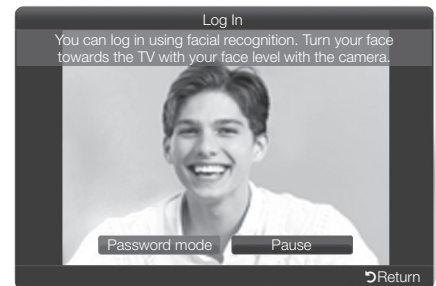 Log In
You can log in using facial recognition. Turn your face
towards the TV with your face level with the camera.
Password mode
Pause
Return